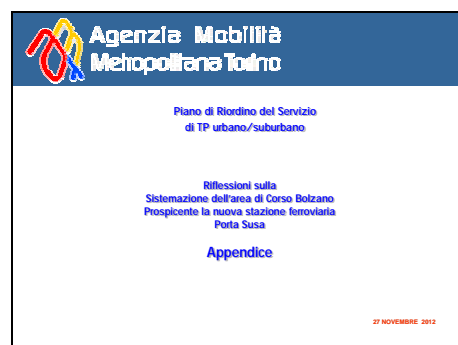 Agenzia Mobilità
Metropolitana Torino
Piano di Riordino del Servizio
di TP urbano/suburbano
Riflessioni sulla
Sistemazione dell'area di Corso Bolzano
Prospicente la nuova stazione ferroviaria
Porta Susa
Appendice
27 NOVEMBRE 2012